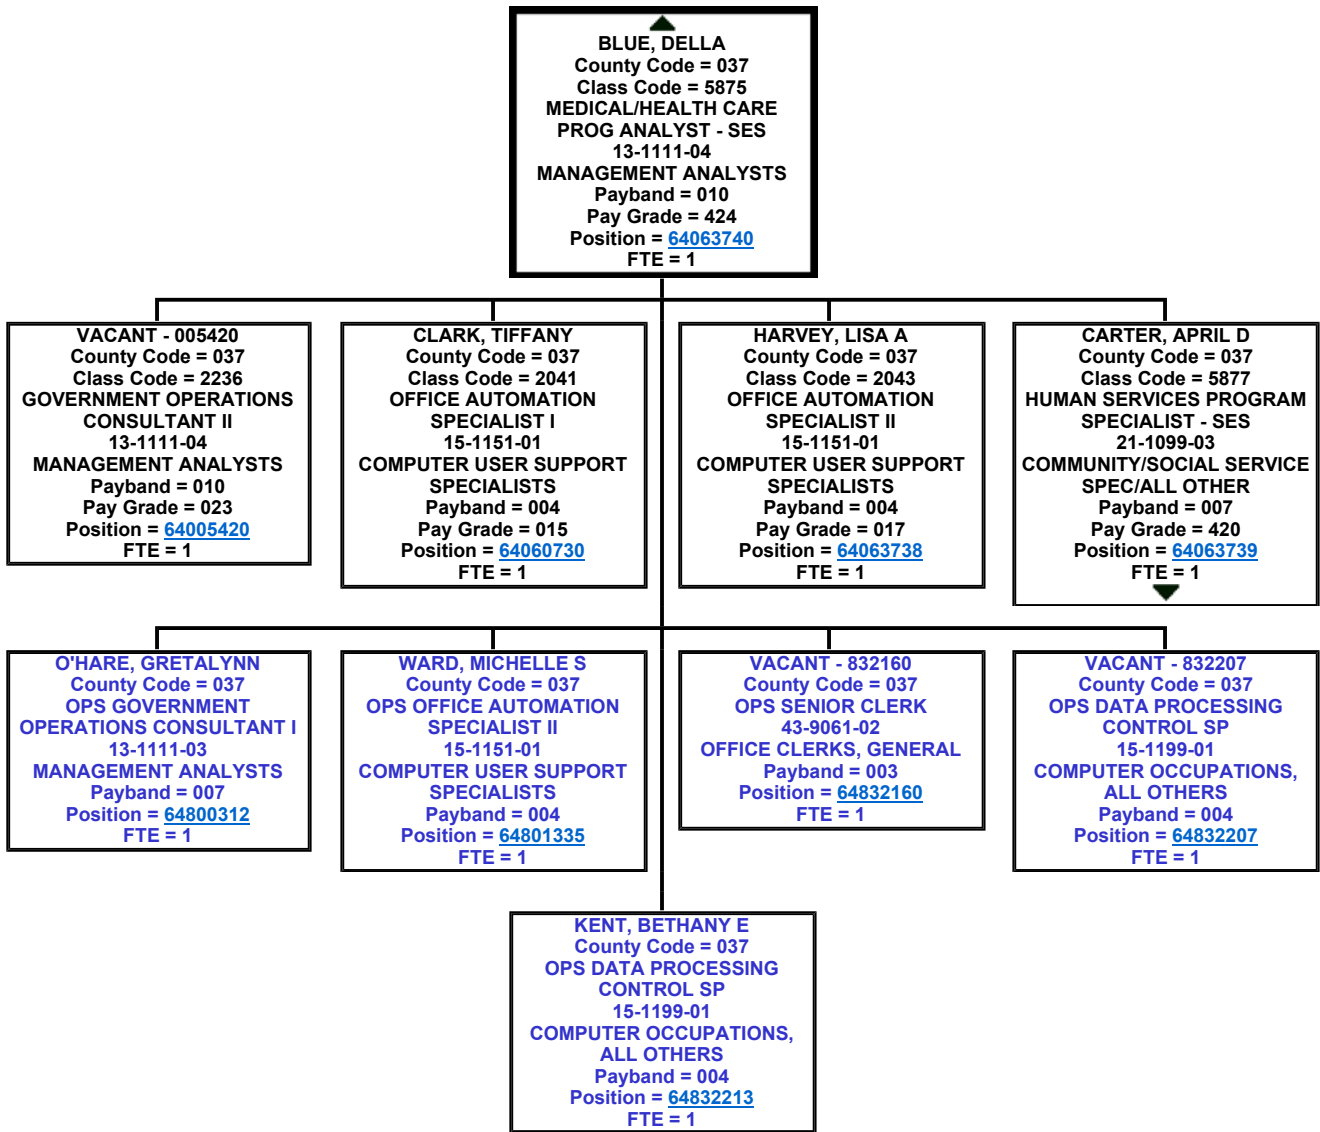 BLUE, DELLA
County Code = 037
Class Code = 5875
MEDICAL/HEALTH CARE
PROG ANALYST - SES
13-1111-04
MANAGEMENT ANALYSTS
Payband = 010
Pay Grade = 424
Position = 64063740
FTE = 1
VACANT - 005420
County Code = 037
Class Code = 2236
GOVERNMENT OPERATIONS
CONSULTANT II
13-1111-04
MANAGEMENT ANALYSTS
Payband = 010
Pay Grade = 023
Position = 64005420
FTE = 1
CLARK, TIFFANY
County Code = 037
Class Code = 2041
OFFICE AUTOMATION
SPECIALIST I
15-1151-01
COMPUTER USER SUPPORT
SPECIALISTS
Payband = 004
Pay Grade = 015
Position = 64060730
FTE = 1
HARVEY, LISA A
County Code = 037
Class Code = 2043
OFFICE AUTOMATION
SPECIALIST II
15-1151-01
COMPUTER USER SUPPORT
SPECIALISTS
Payband = 004
Pay Grade = 017
Position = 64063738
FTE = 1
CARTER, APRIL D
County Code = 037
Class Code = 5877
HUMAN SERVICES PROGRAM
SPECIALIST - SES
21-1099-03
COMMUNITY/SOCIAL SERVICE
SPEC/ALL OTHER
Payband = 007
Pay Grade = 420
Position = 64063739
FTE = 1
O'HARE, GRETALYNN
County Code = 037
OPS GOVERNMENT
OPERATIONS CONSULTANT I
13-1111-03
MANAGEMENT ANALYSTS
Payband = 007
Position = 64800312
FTE = 1
WARD, MICHELLE S
County Code = 037
OPS OFFICE AUTOMATION
SPECIALIST II
15-1151-01
COMPUTER USER SUPPORT
SPECIALISTS
Payband = 004
Position = 64801335
FTE = 1
VACANT - 832160
County Code = 037
OPS SENIOR CLERK
43-9061-02
OFFICE CLERKS, GENERAL
Payband = 003
Position = 64832160
FTE = 1
VACANT - 832207
County Code = 037
OPS DATA PROCESSING
CONTROL SP
15-1199-01
COMPUTER OCCUPATIONS,
ALL OTHERS
Payband = 004
Position = 64832207
FTE = 1
KENT, BETHANY E
County Code = 037
OPS DATA PROCESSING
CONTROL SP
15-1199-01
COMPUTER OCCUPATIONS,
ALL OTHERS
Payband = 004
Position = 64832213
FTE = 1